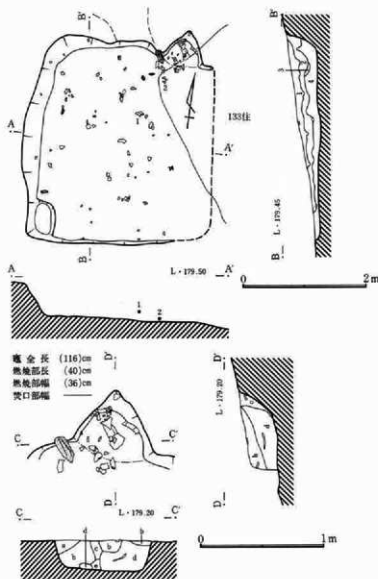 B'
B'
A
133住
A'
B
L・179.45
B
A
L・179.50
A'
0
2m
1
2
竈全長 (116)cm
燃焼部長 (40)cm
燃焼部幅 (36)cm
焚口部幅 ――
D'
D'
L・179.20
C
C'
D
D
C
L・179.20
C'
d
b
a
b
c
b
d
0
1m